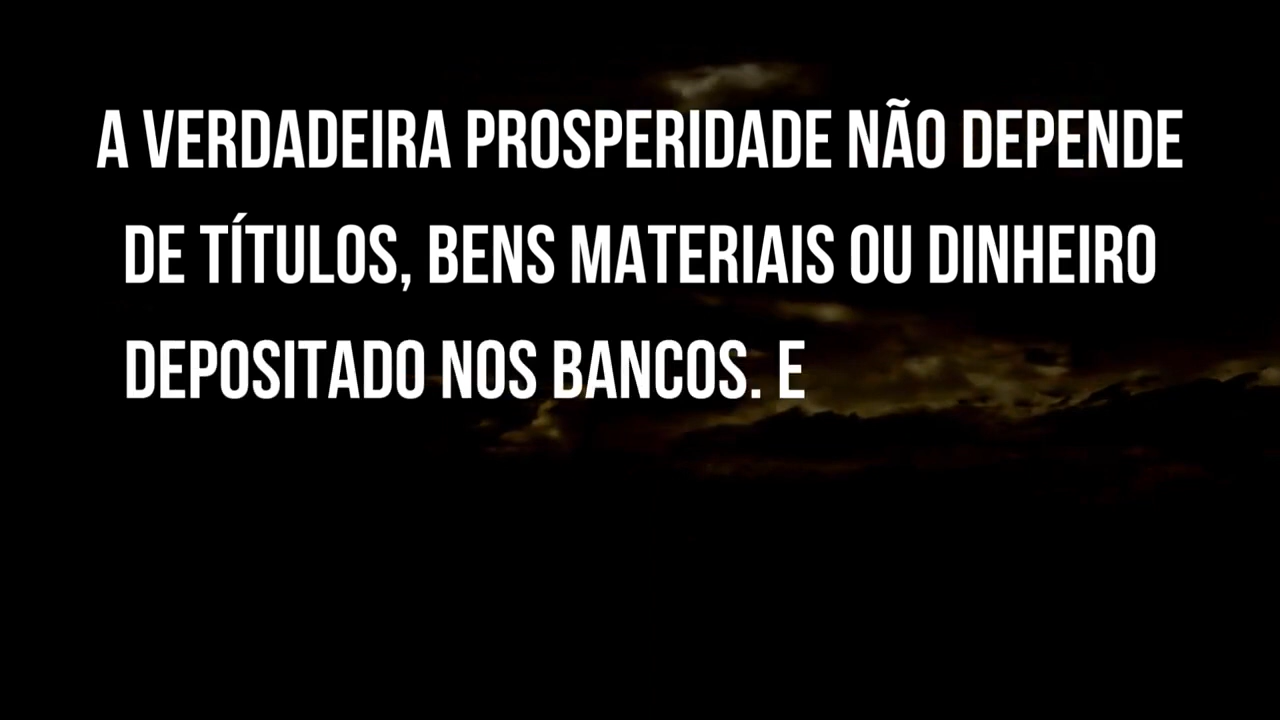 A VERDADEIRA PROSPERIDADE NÃO DEPENDE
DE TÍTULOS, BENS MATERIAIS OU DINHEIRO
DEPOSITADO NOS BANCOS. E